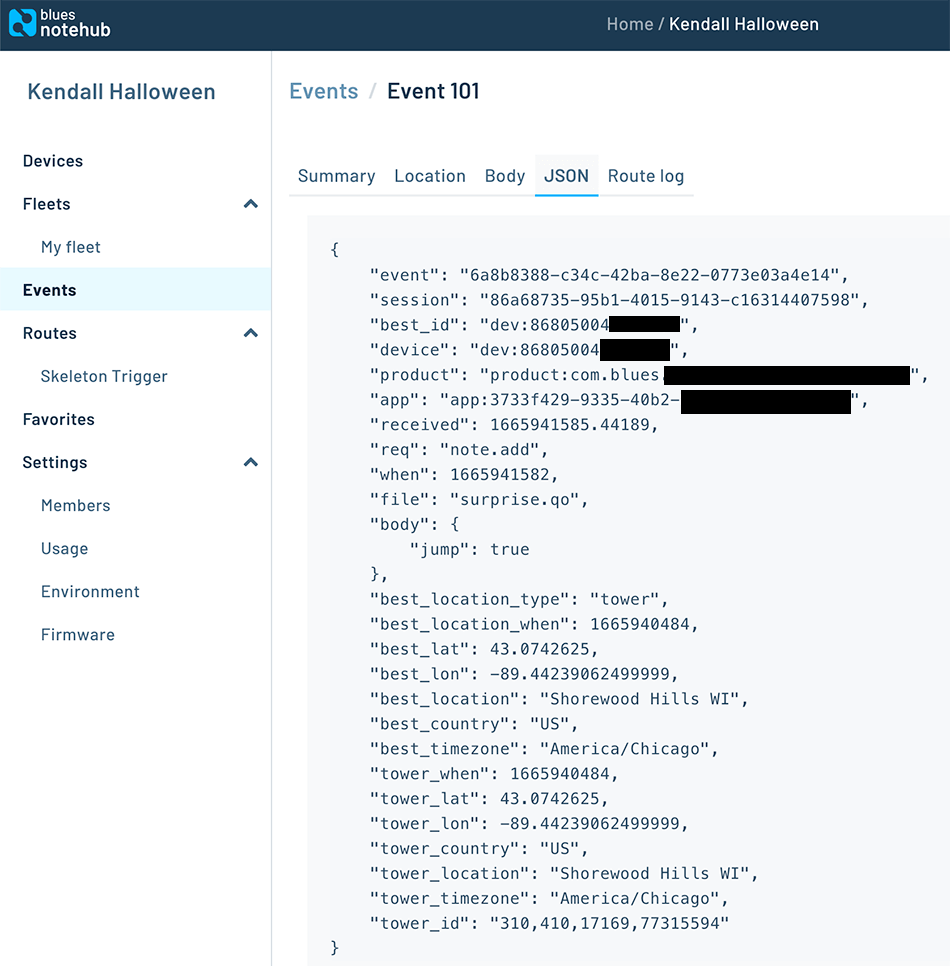 blues
notehub
Home / Kendall Halloween
Kendall Halloween
Devices
Fleets
My fleet
Events
Routes
Skeleton Trigger
Favorites
Settings
Members
Usage
Environment
Firmware
Events / Event 101
Summary Location Body JSON Route log
{
"event": "6a8b8388-c34c-42ba-8e22-0773e03a4e14",
"session": "86a68735-95b1-4015-9143-c16314407598",
"best_id": "dev:86805004",
"device": "dev:86805004",
"product": "product:com.blues.",
"app": "app:3733f429-9335-40b2-",
"received": 1665941585.44189,
"req": "note.add",
"when": 1665941582,
"file": "surprise.qo",
"body": {
"jump": true
},
"best_location_type": "tower",
"best_location_when": 1665940484,
"best_lat": 43.0742625,
"best_lon": -89.44239062499999,
"best_location": "Shorewood Hills WI",
"best_country": "US",
"best_timezone": "America/Chicago",
"tower_when": 1665940484,
"tower_lat": 43.0742625,
"tower_lon": -89.44239062499999,
"tower_country": "US",
"tower_location": "Shorewood Hills WI",
"tower_timezone": "America/Chicago",
"tower_id": "310,410,17169,77315594"
}